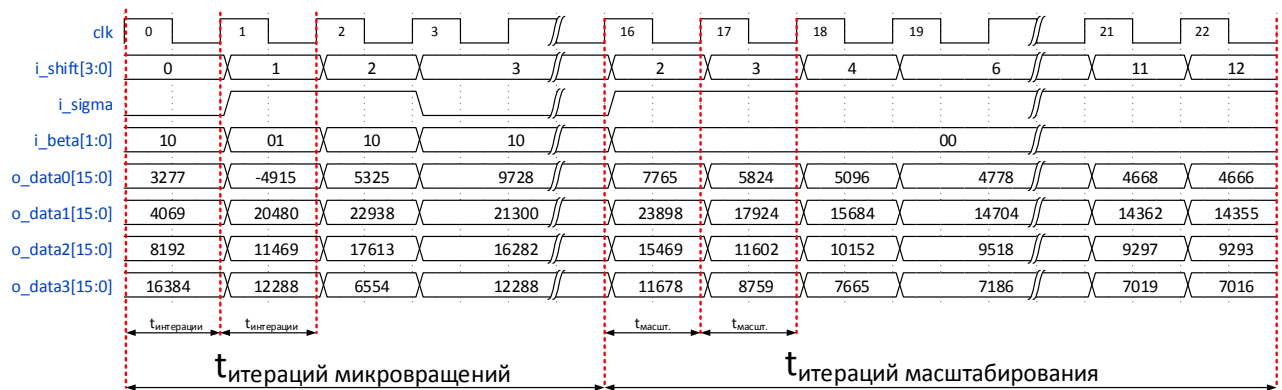 clk 0 1 2 3 16 17 18 19 21 22
i_shift[3:0] 0 1 2 3 2 3 4 6 11 12
i_sigma
i_beta[1:0] 10 01 10 10 00
o_data0[15:0] 3277 -4915 5325 9728 7765 5824 5096 4778 4668 4666
o_data1[15:0] 4069 20480 22938 21300 23898 17924 15684 14704 14362 14355
o_data2[15:0] 8192 11469 17613 16282 15469 11602 10152 9518 9297 9293
o_data3[15:0] 16384 12288 6554 12288 11678 8759 7665 7186 7019 7016
tинтерации tинтерации tмасшт. tмасшт.
tитераций микровращений tитераций масштабирования